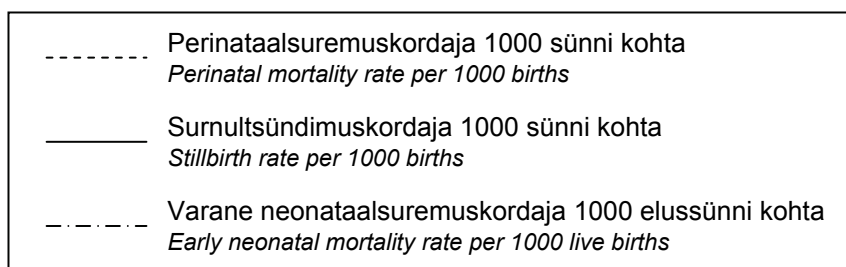 Perinataalsuremuskordaja 1000 sünni kohta
Perinatal mortality rate per 1000 births
Surnultsündimuskordaja 1000 sünni kohta
Stillbirth rate per 1000 births
Varane neonataalsuremuskordaja 1000 elussünni kohta
Early neonatal mortality rate per 1000 live births